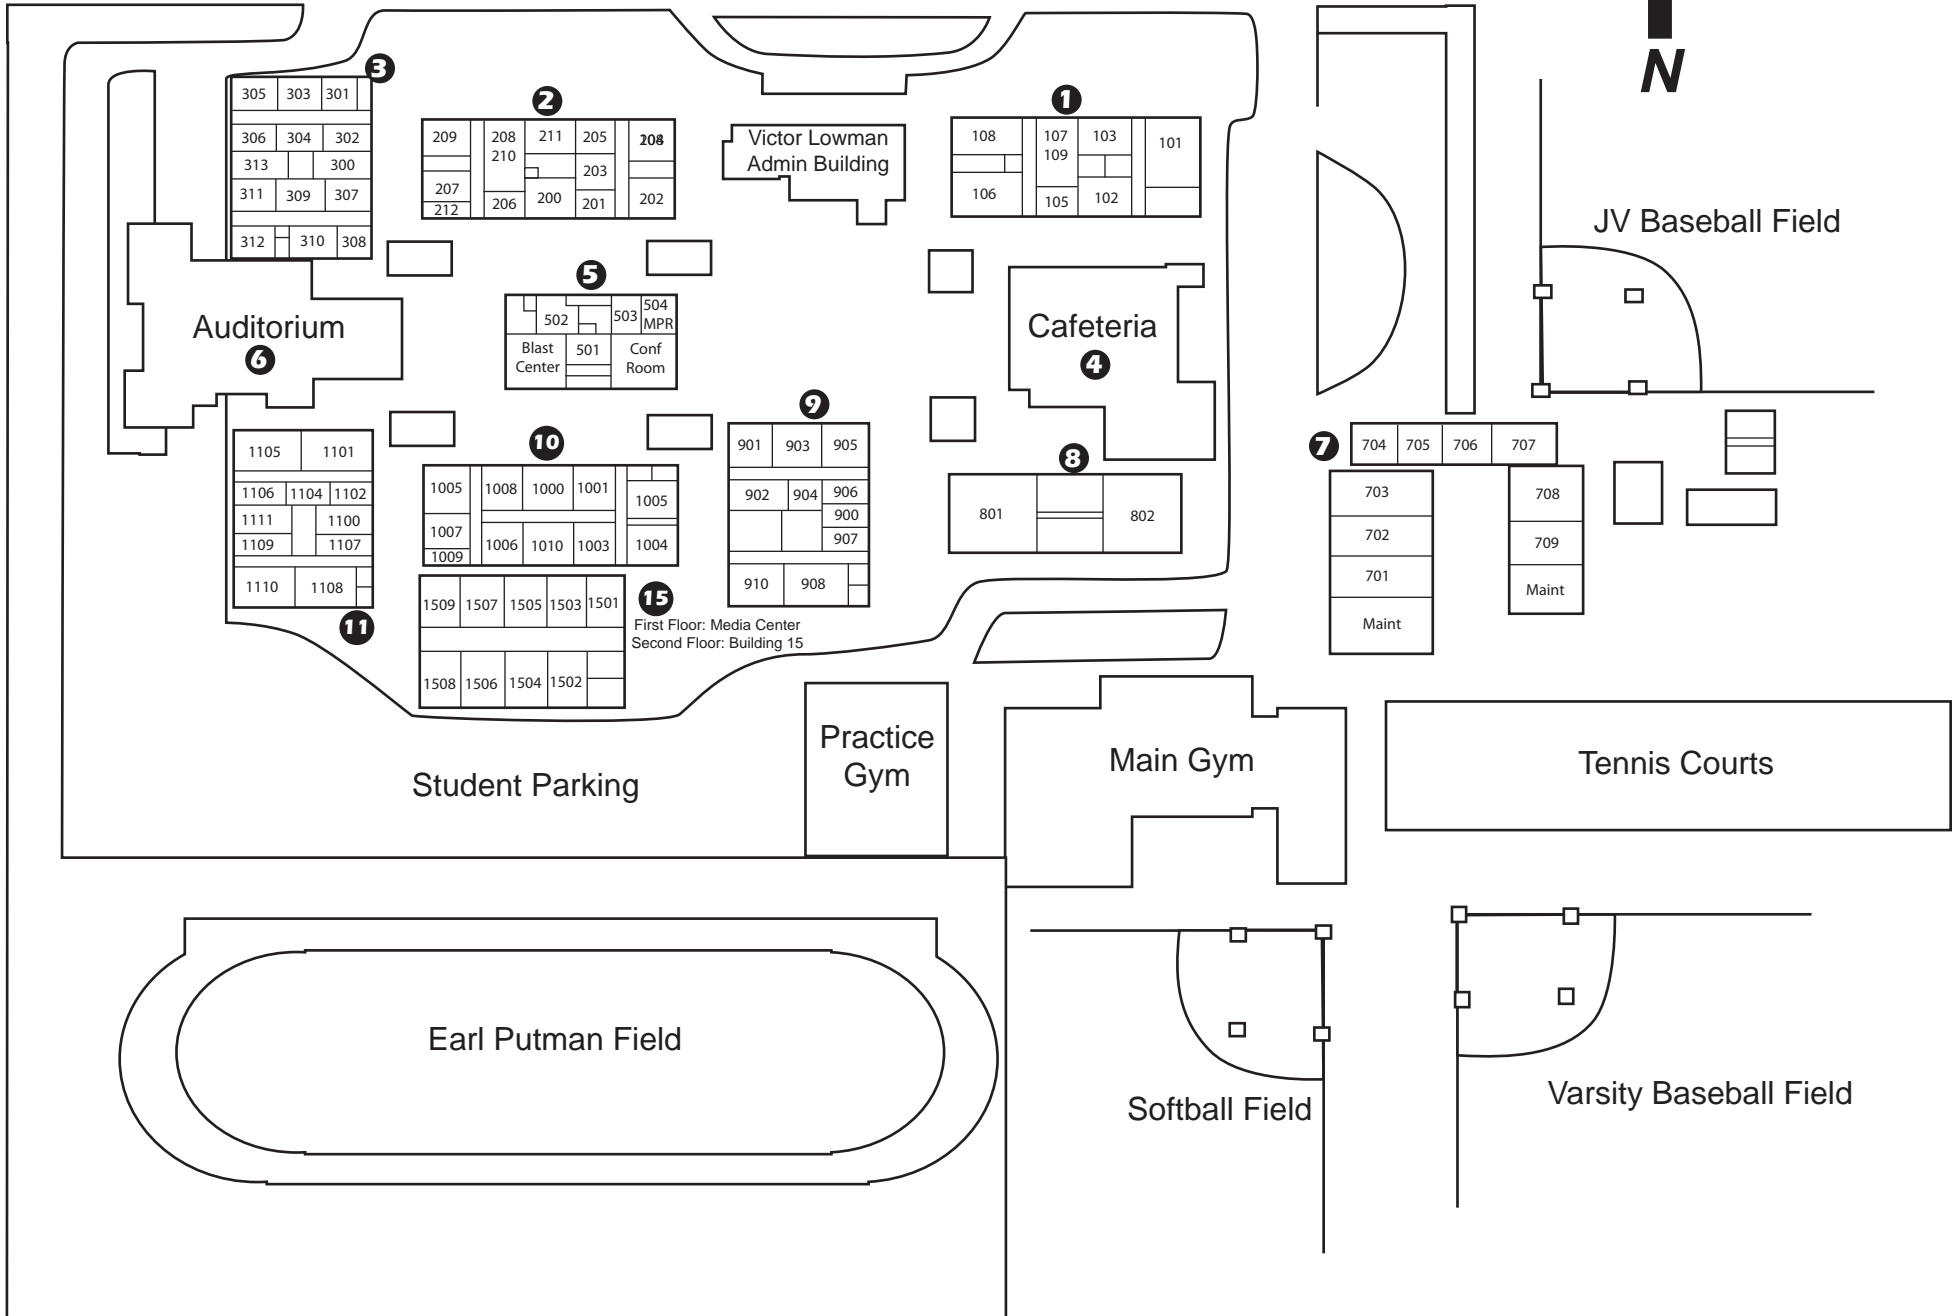 N
3
305 303 301
306 304 302
313 300
311 309 307
312 310 308
2
209 208 211 205
210
203
207
206 200 201 202
212
Victor Lowman
Admin Building
1
108 107 103 101
109
106 105 102
JV Baseball Field
5
502 503 504
MPR
Blast
Center
501
Conf
Room
Auditorium
6
Cafeteria
4
9
901 903 905
902 904 906
900
907
910 908
10
1005 1008 1000 1001
1005
1007 1006 1010 1003 1004
1009
8
801 802
7
704 705 706 707
703 708
702 709
701 Maint
Maint
1105 1101
1106 1104 1102
1111 1100
1109 1107
1110 1108
11
1509 1507 1505 1503 1501
1508 1506 1504 1502
15
First Floor: Media Center
Second Floor: Building 15
Student Parking
Practice
Gym
Main Gym
Tennis Courts
Earl Putman Field
Softball Field
Varsity Baseball Field